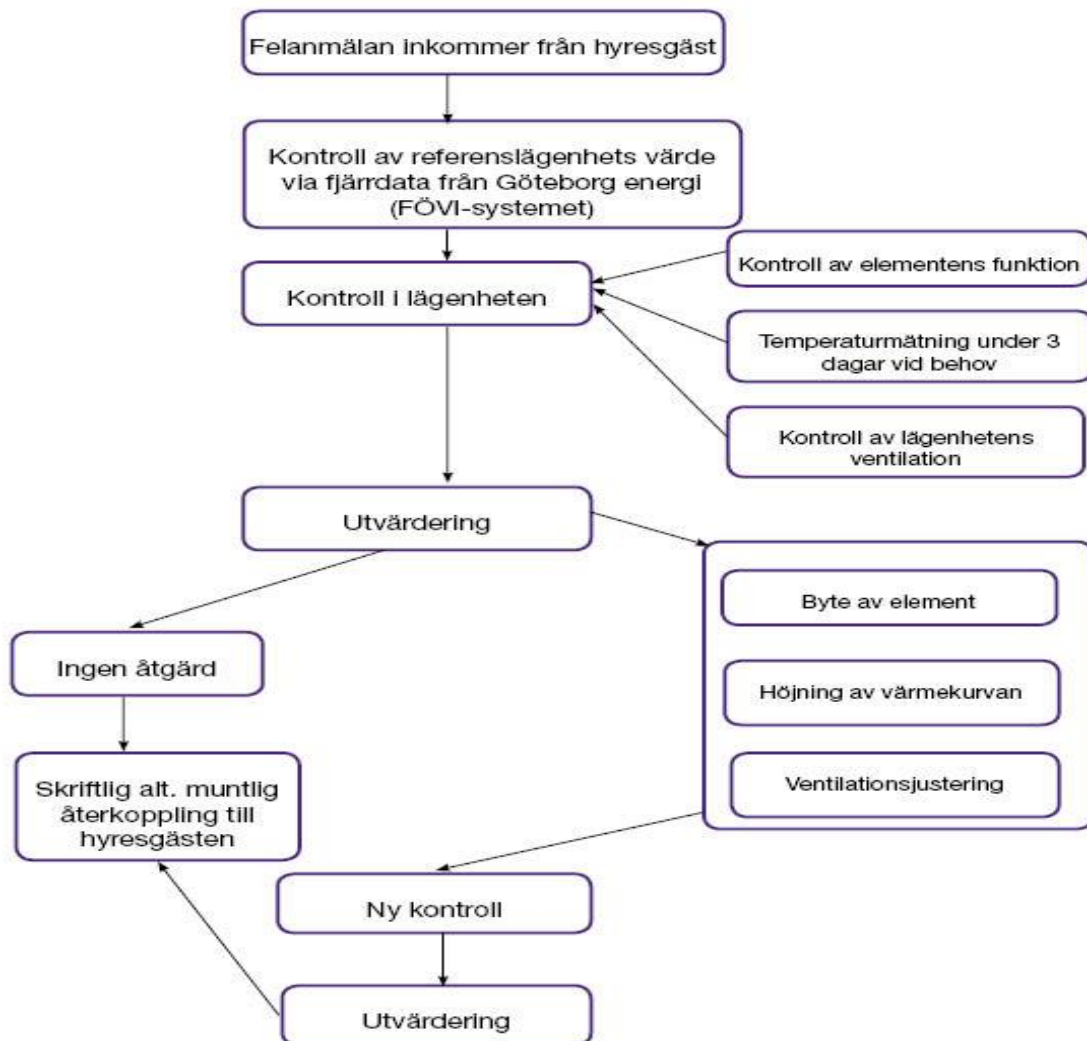 Felanmälan inkommer från hyresgäst
Kontroll av referenslägenhets värde
via fjärrdata från Göteborg energi
(FÖVI-systemet)
Kontroll i lägenheten
Kontroll av elementens funktion
Temperaturmätning under 3
dagar vid behov
Kontroll av lägenhetens
ventilation
Utvärdering
Byte av element
Höjning av värmekurvan
Ventilationsjustering
Ingen åtgärd
Skriftlig alt. muntlig
återkoppling till
hyresgästen
Ny kontroll
Utvärdering